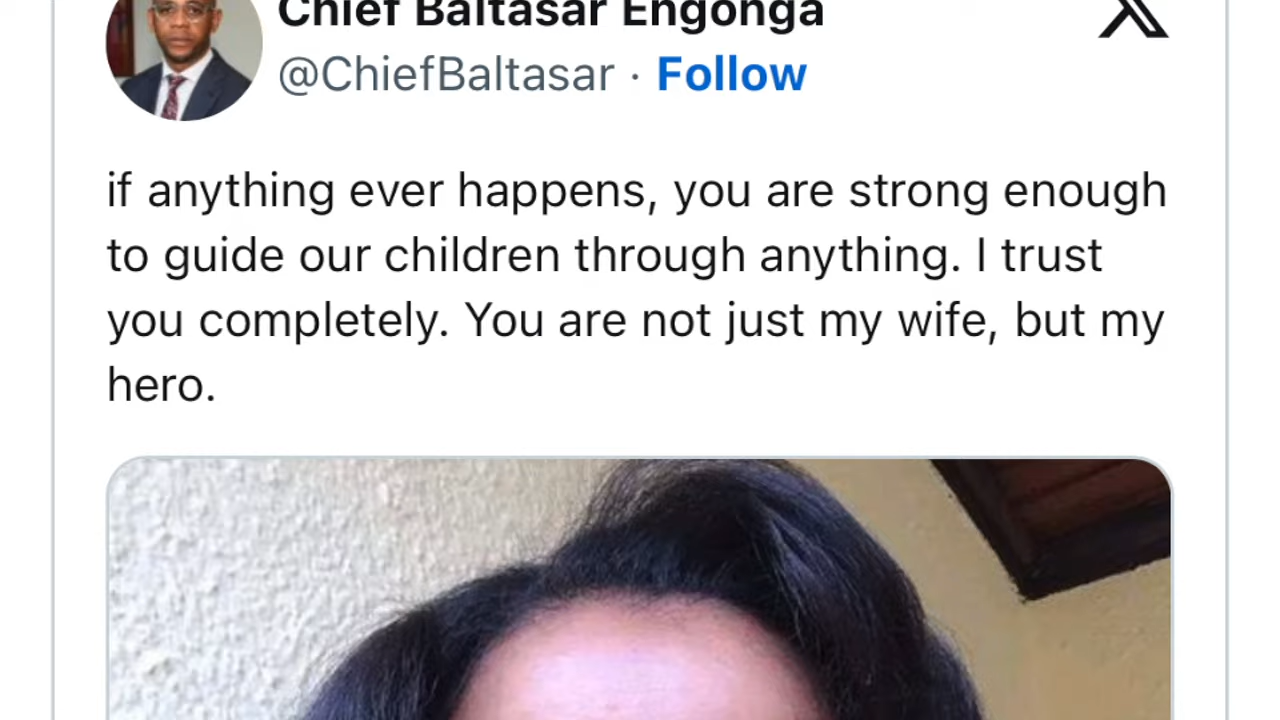 Chief Baltasar Engonga
@ChiefBaltasar · Follow
if anything ever happens, you are strong enough
to guide our children through anything. I trust
you completely. You are not just my wife, but my
hero.